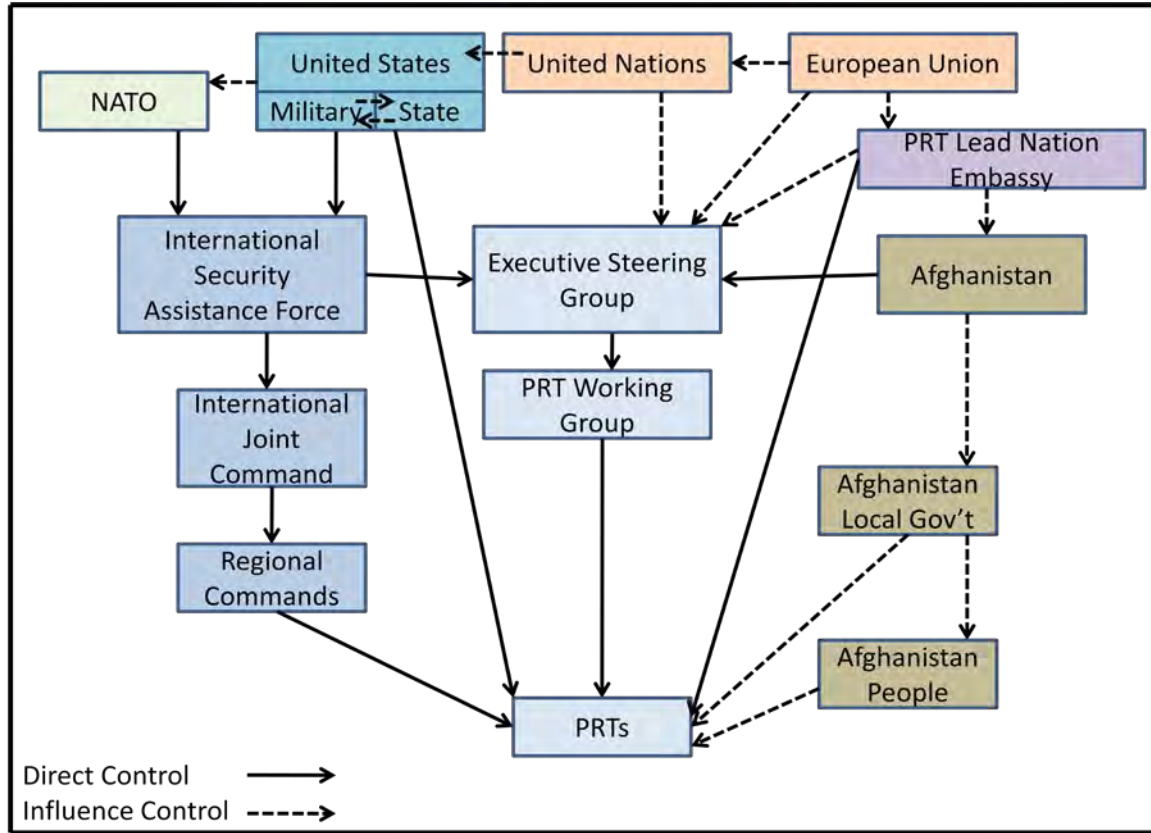 United States
United Nations
European Union
NATO
Military
State
PRT Lead Nation
Embassy
International
Security
Assistance Force
Executive Steering
Group
Afghanistan
International
Joint
Command
PRT Working
Group
Afghanistan
Local Gov’t
Regional
Commands
Afghanistan
People
PRTs
Direct Control
Influence Control